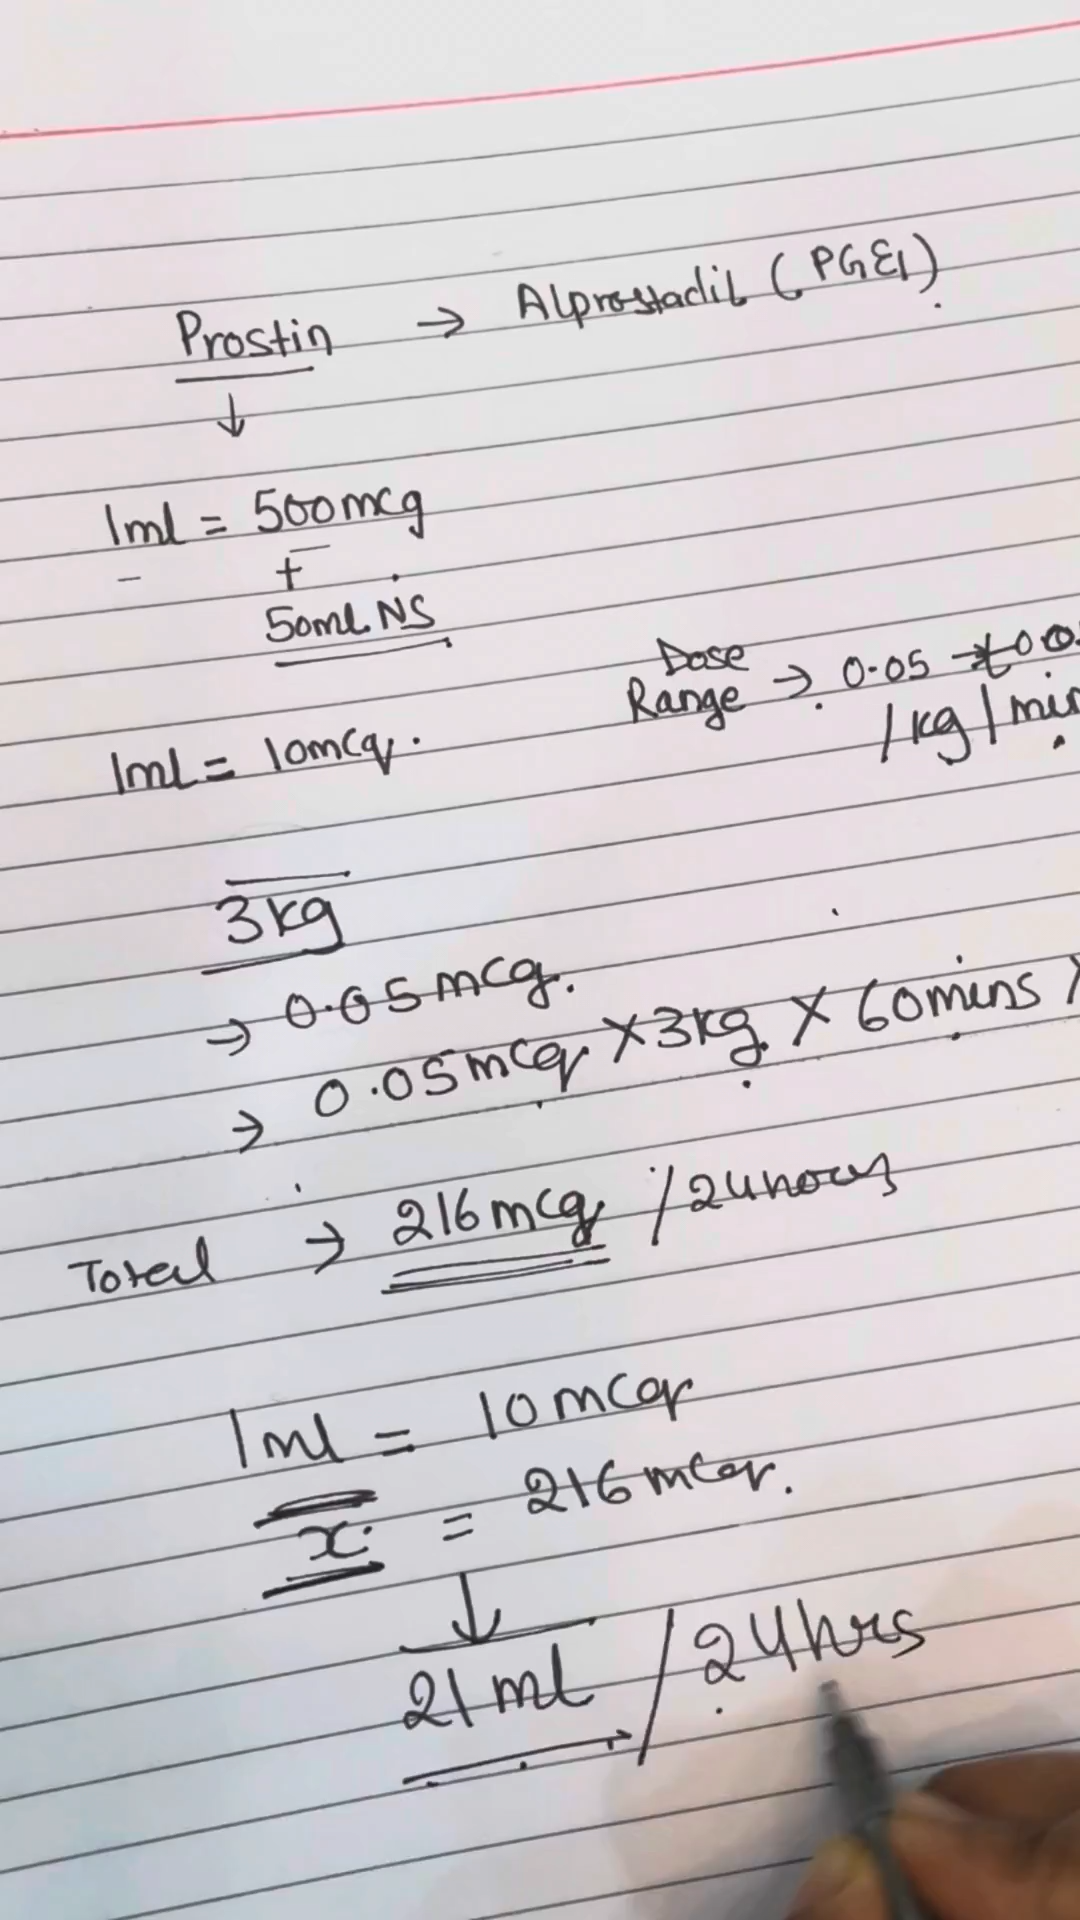 Prostin → Alprostadil (PGE1)
↓
1ml = 500mcg
+
50ml NS
Dose
Range → 0.05
/kg/min
1ml = 10mcg.
3kg
→ 0.05mcg.
→ 0.05mcg × 3kg × 60mins ×
Total → 216mcg /24hours
1ml = 10mcg
x = 216mcg.
↓
21ml / 24hrs